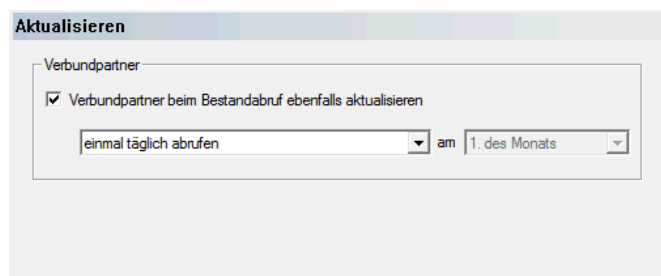 Aktualisieren
Verbundpartner
Verbundpartner beim Bestandabruf ebenfalls aktualisieren
einmal täglich abrufen am 1. des Monats